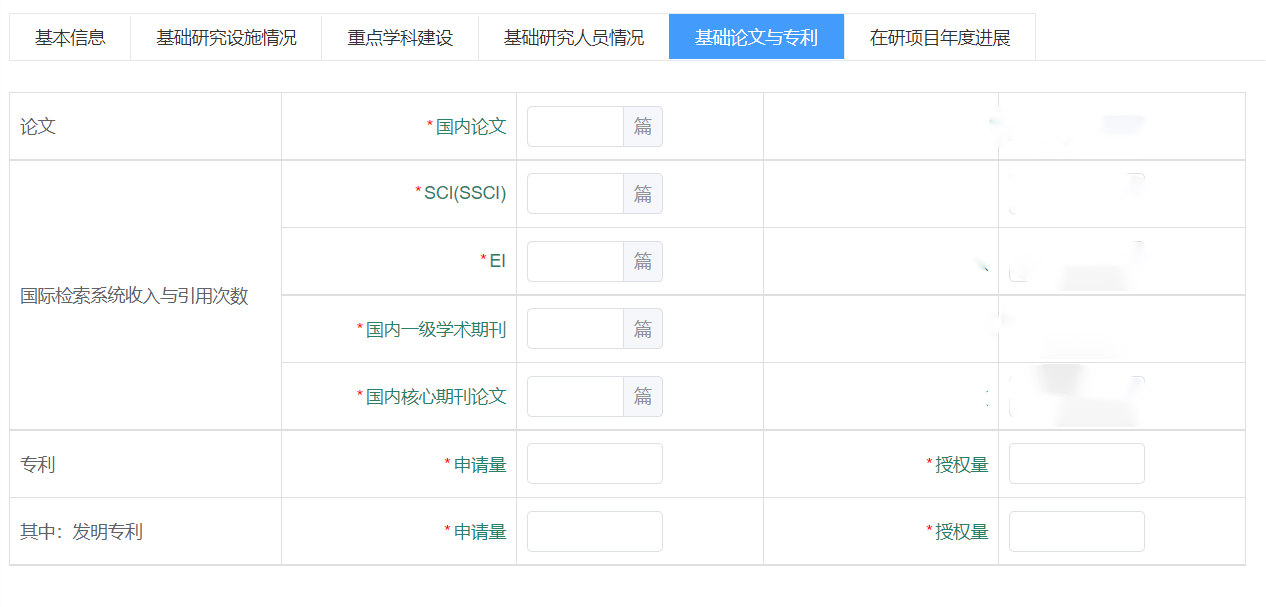 基本信息 基础研究设施情况 重点学科建设 基础研究人员情况 基础论文与专利 在研项目年度进展
论文 *国内论文 篇
*SCI(SSCI) 篇
*EI 篇
国际检索系统收入与引用次数
*国内一级学术期刊 篇
*国内核心期刊论文 篇
专利 *申请量 *授权量
其中：发明专利 *申请量 *授权量